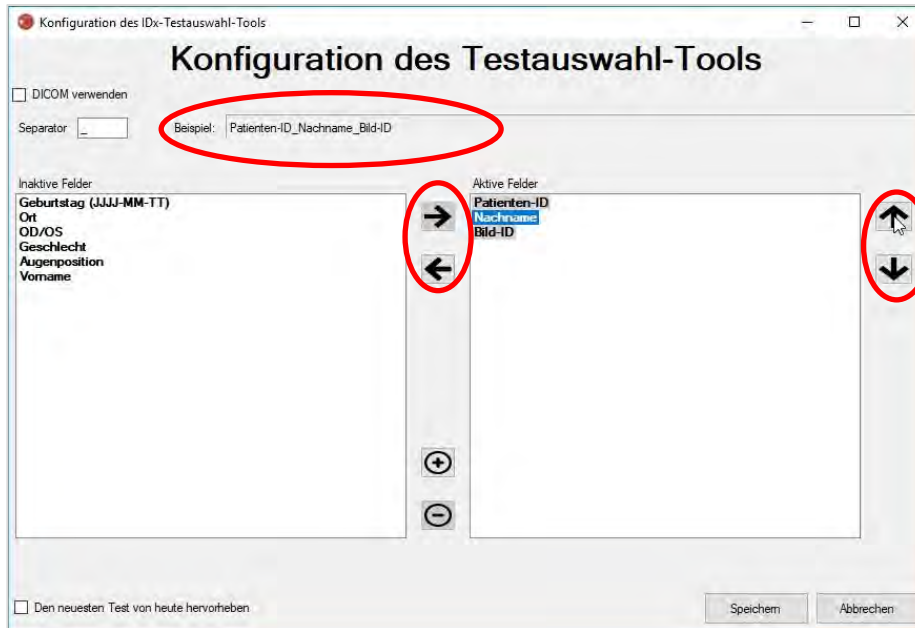 Konfiguration des IDx-Testauswahl-Tools
Konfiguration des Testauswahl-Tools
DICOM verwenden
Separator _ Beispiel: Patienten-ID_Nachname_Bild-ID
Inaktive Felder
Geburtstag (JJJJ-MM-TT)
Ort
OD/OS
Geschlecht
Augenposition
Vorname
Aktive Felder
Patienten-ID
Nachname
Bild-ID
Den neuesten Test von heute hervorheben
Speichern Abbrechen